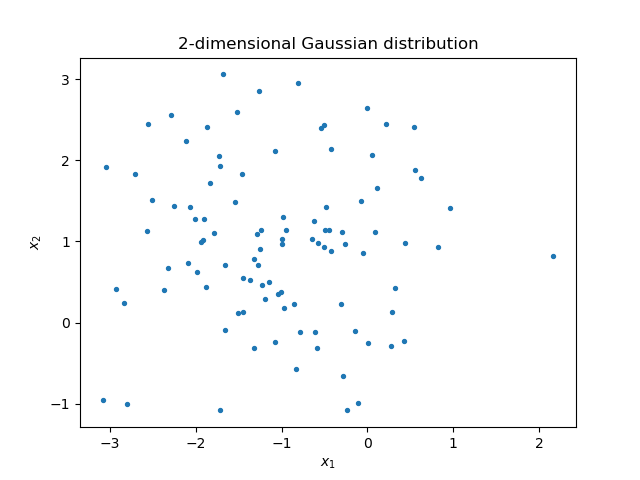 2-dimensional Gaussian distribution
3
2
1
0
−1
x₂
−3 −2 −1 0 1 2
x₁